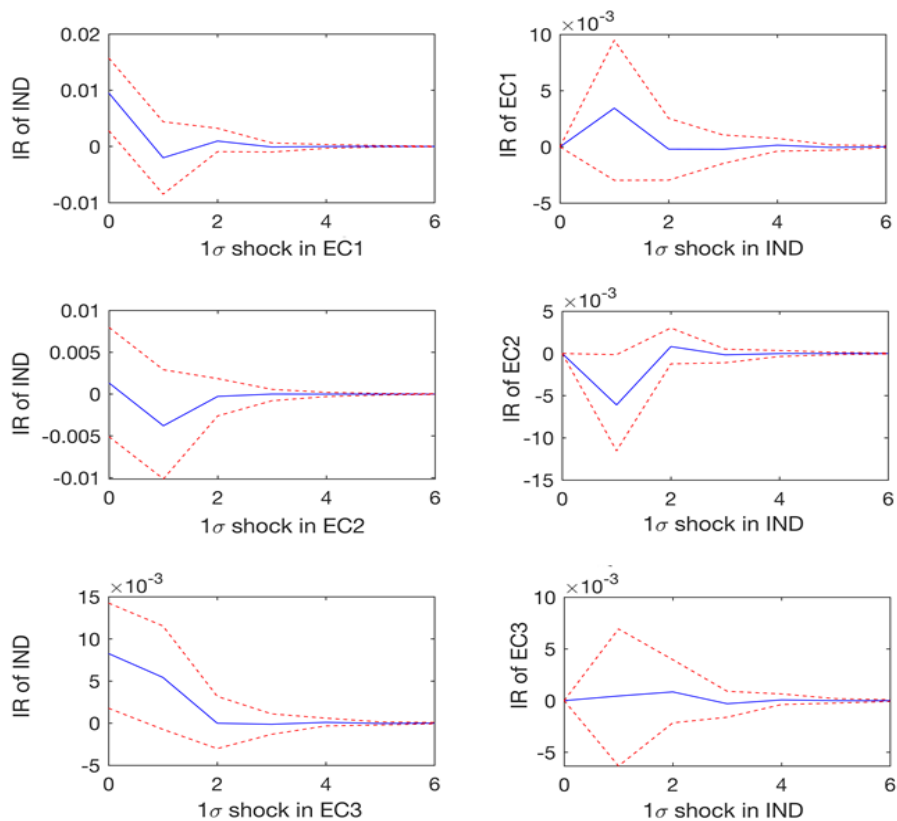 0.02
0.01
0
-0.01
0 2 4 6
IR of IND
1σ shock in EC1
×10⁻³
10
5
0
-5
0 2 4 6
IR of EC1
1σ shock in IND
0.01
0.005
0
-0.005
-0.01
0 2 4 6
IR of IND
1σ shock in EC2
×10⁻³
5
0
-5
-10
-15
0 2 4 6
IR of EC2
1σ shock in IND
×10⁻³
15
10
5
0
-5
0 2 4 6
IR of IND
1σ shock in EC3
×10⁻³
10
5
0
-5
0 2 4 6
IR of EC3
1σ shock in IND